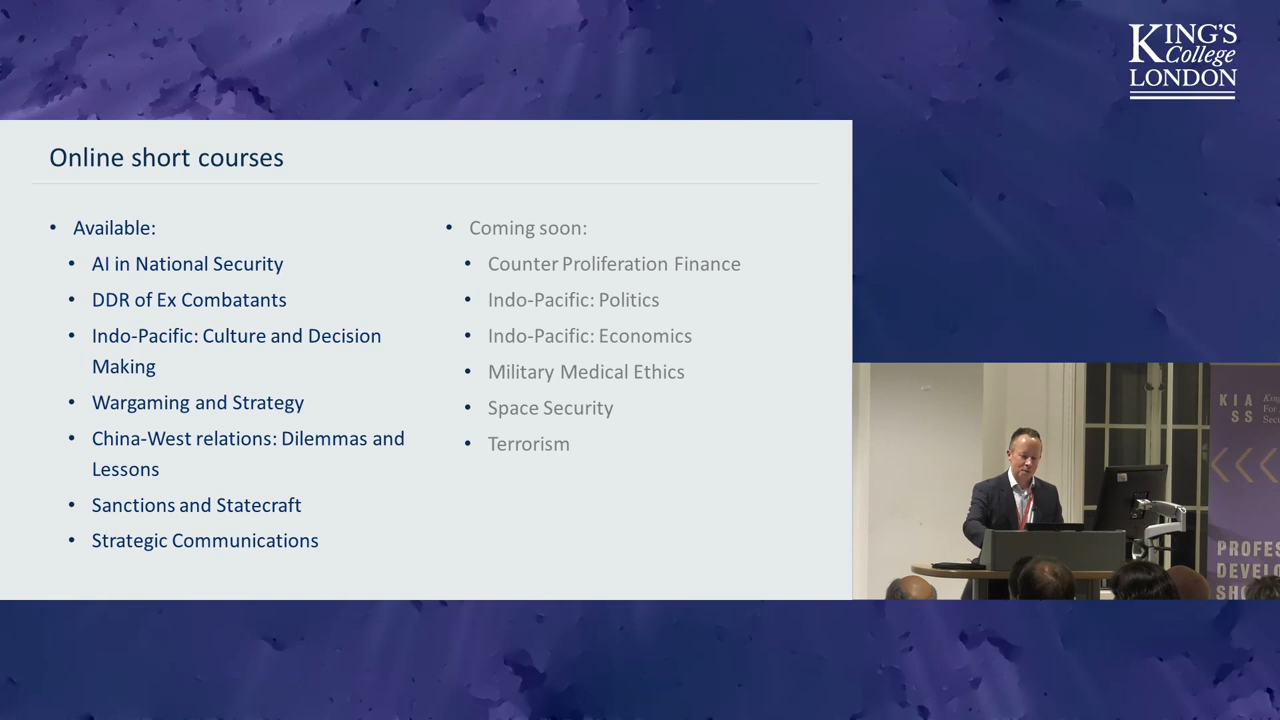 KING'S
College
LONDON
Online short courses
• Available:
• AI in National Security
• DDR of Ex Combatants
• Indo-Pacific: Culture and Decision
Making
• Wargaming and Strategy
• China-West relations: Dilemmas and
Lessons
• Sanctions and Statecraft
• Strategic Communications
• Coming soon:
• Counter Proliferation Finance
• Indo-Pacific: Politics
• Indo-Pacific: Economics
• Military Medical Ethics
• Space Security
• Terrorism
K I A
S S
PROFES
DEVELO